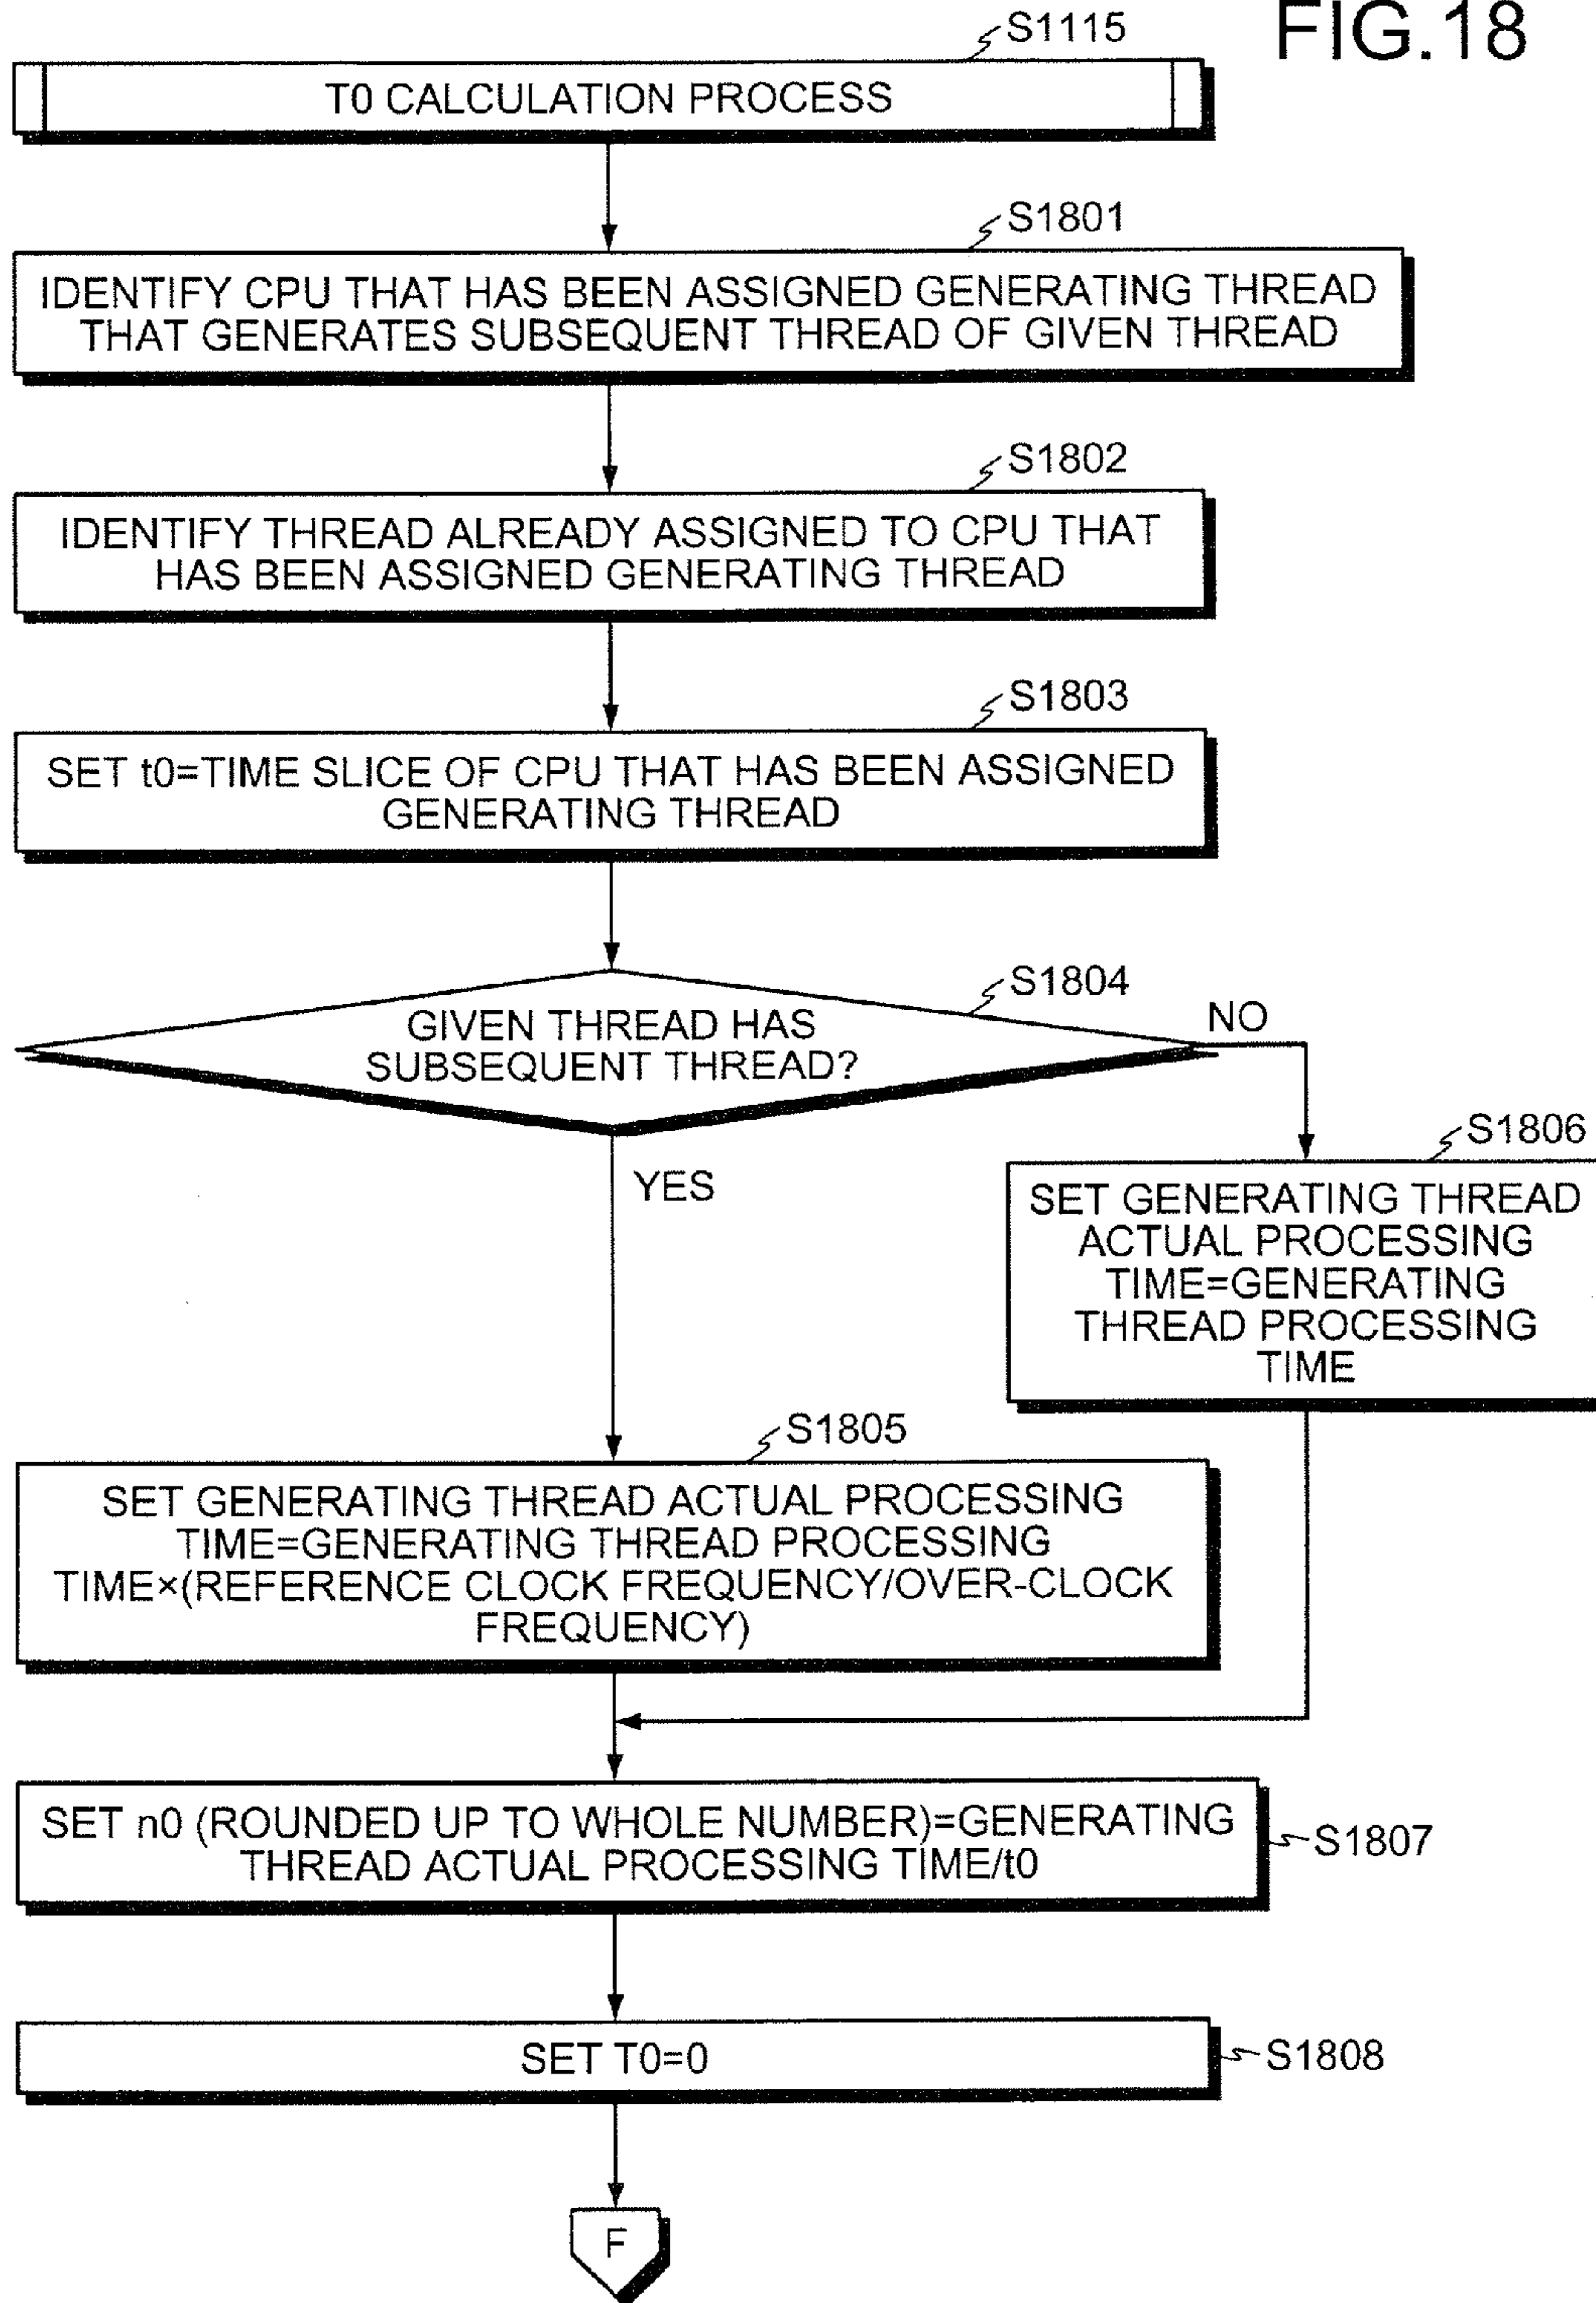 FIG.18
S1115
T0 CALCULATION PROCESS
S1801
IDENTIFY CPU THAT HAS BEEN ASSIGNED GENERATING THREAD
THAT GENERATES SUBSEQUENT THREAD OF GIVEN THREAD
S1802
IDENTIFY THREAD ALREADY ASSIGNED TO CPU THAT
HAS BEEN ASSIGNED GENERATING THREAD
S1803
SET t0=TIME SLICE OF CPU THAT HAS BEEN ASSIGNED
GENERATING THREAD
S1804
GIVEN THREAD HAS
SUBSEQUENT THREAD?
NO
YES
S1806
SET GENERATING THREAD
ACTUAL PROCESSING
TIME=GENERATING
THREAD PROCESSING
TIME
S1805
SET GENERATING THREAD ACTUAL PROCESSING
TIME=GENERATING THREAD PROCESSING
TIME×(REFERENCE CLOCK FREQUENCY/OVER-CLOCK
FREQUENCY)
SET n0 (ROUNDED UP TO WHOLE NUMBER)=GENERATING
THREAD ACTUAL PROCESSING TIME/t0
S1807
SET T0=0
S1808
F